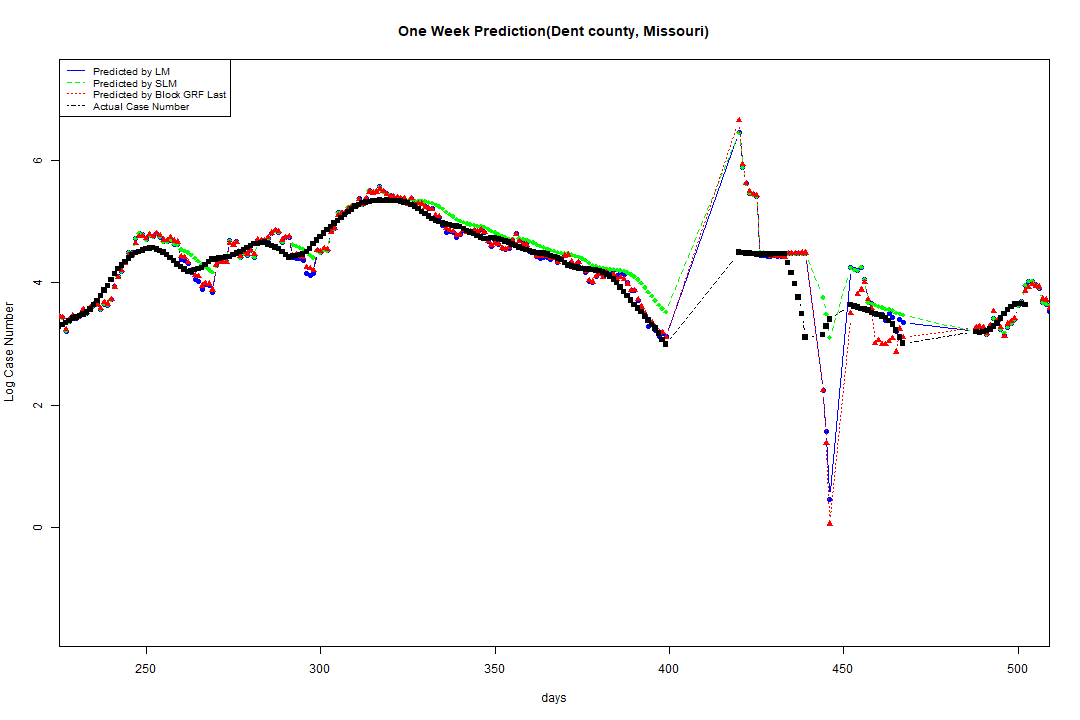 One Week Prediction(Dent county, Missouri)
Predicted by LM
Predicted by SLM
Predicted by Block GRF Last
Actual Case Number
6
4
2
0
Log Case Number
250 300 350 400 450 500
days